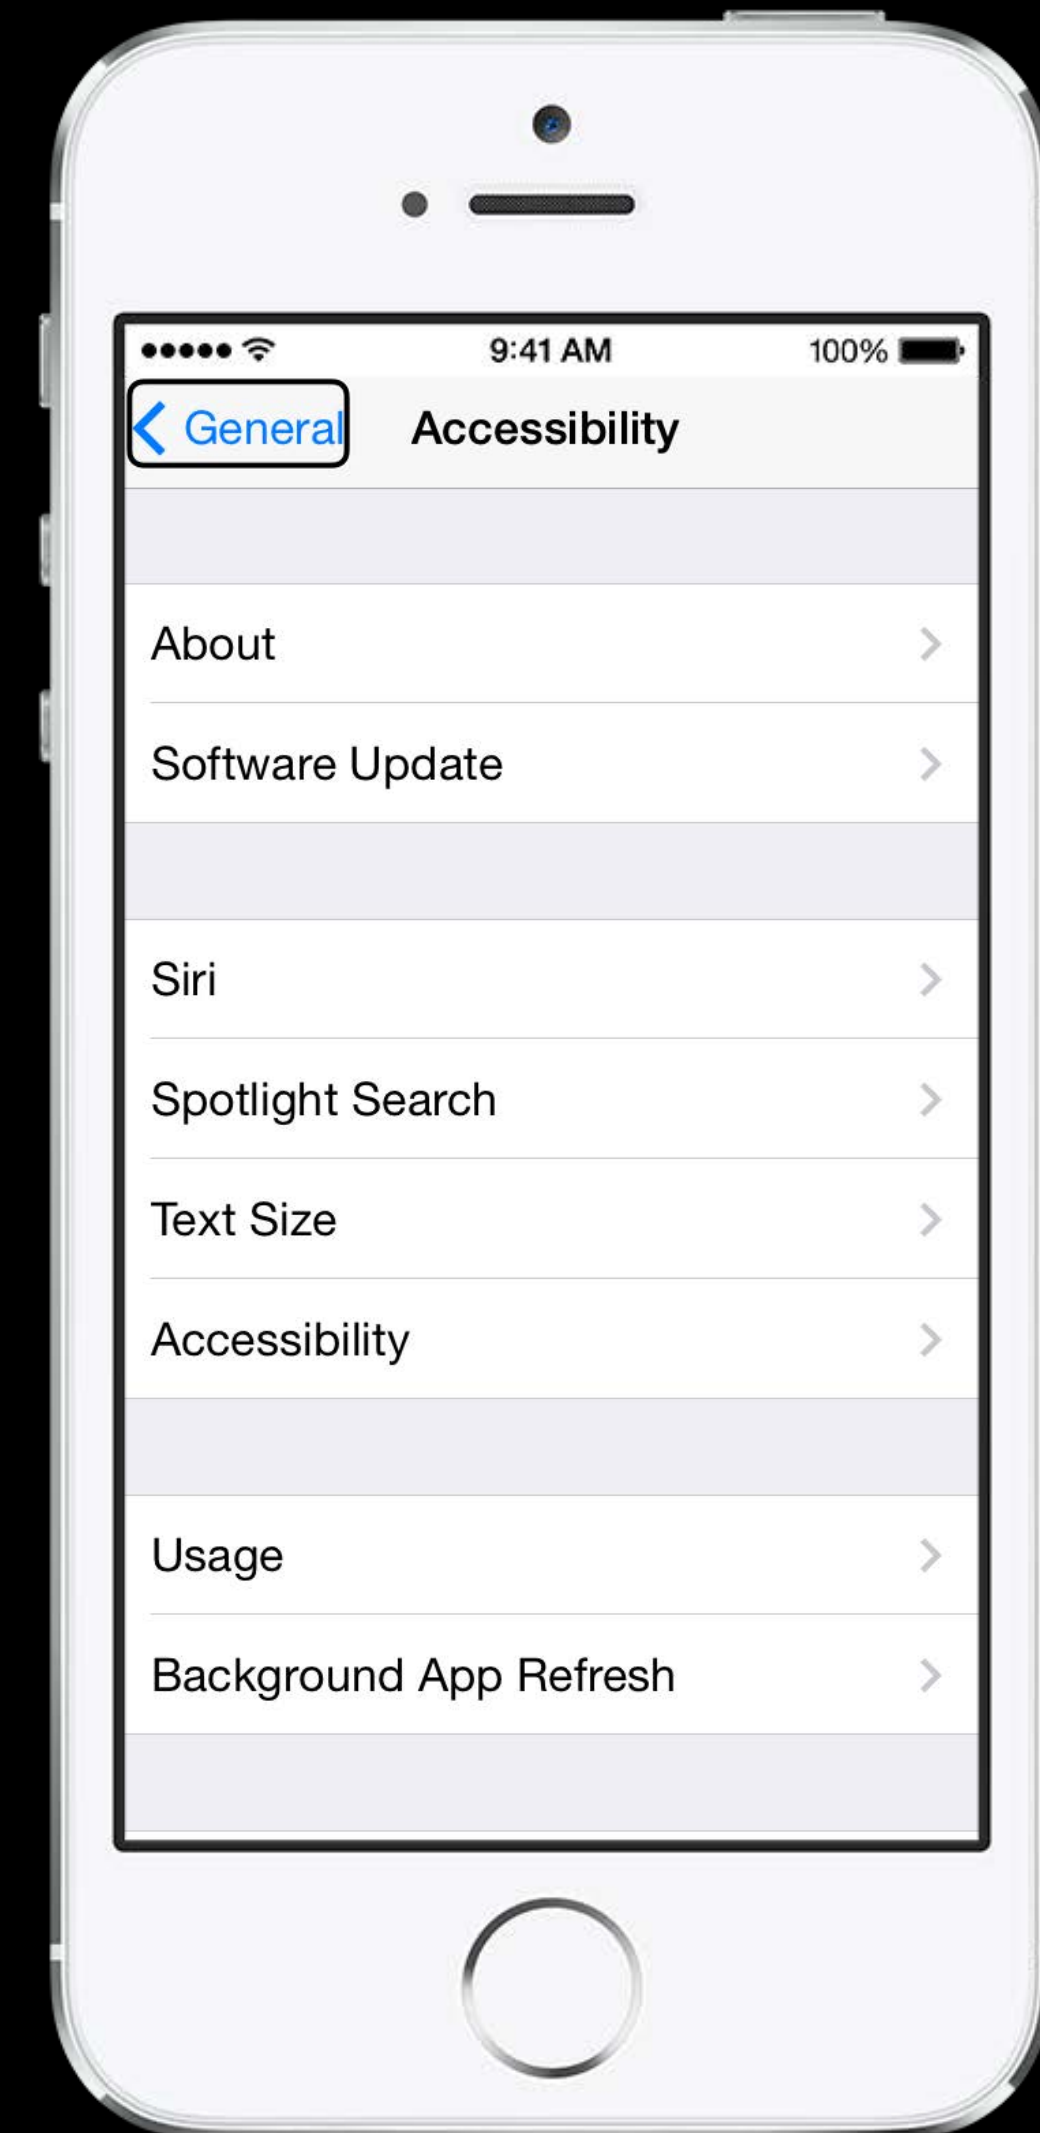 9:41 AM 100%
General Accessibility
About
Software Update
Siri
Spotlight Search
Text Size
Accessibility
Usage
Background App Refresh